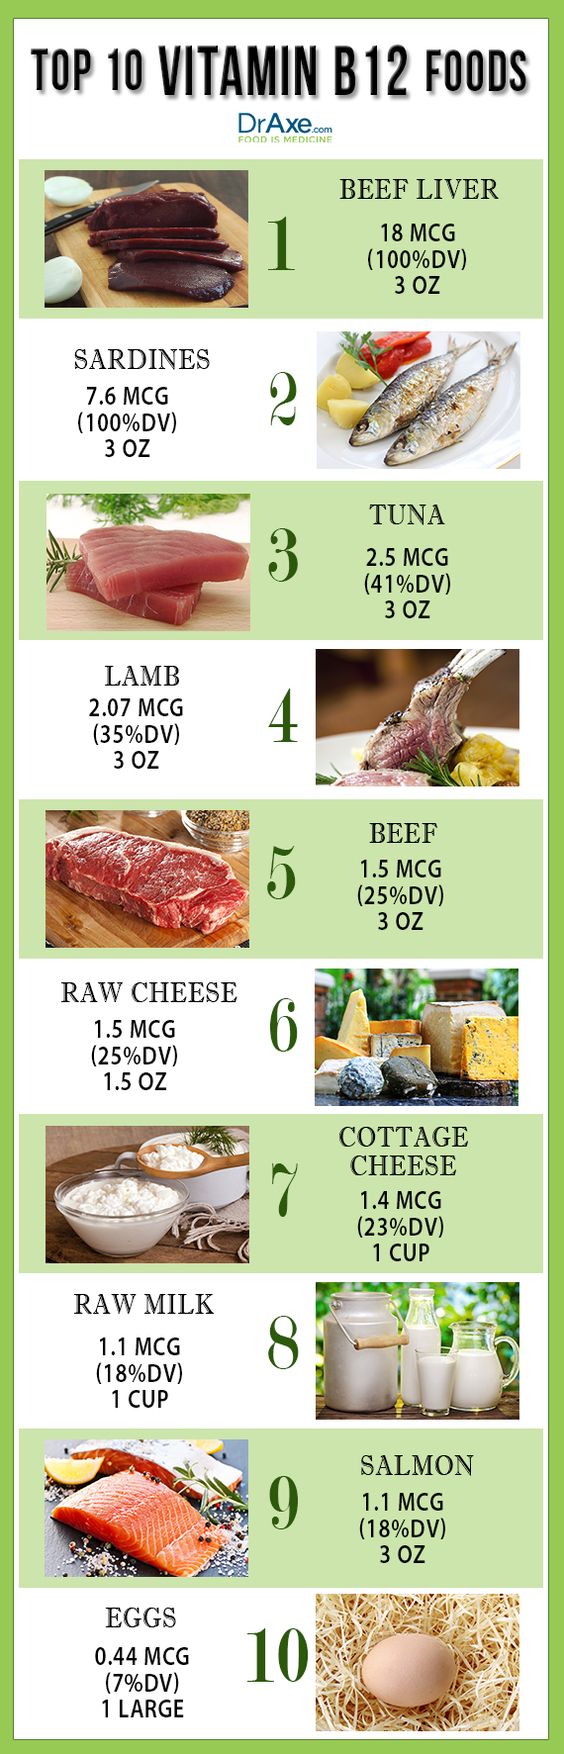 TOP 10 VITAMIN B12 FOODS
DrAxe.com
FOOD IS MEDICINE
1
BEEF LIVER
18 MCG
(100%DV)
3 OZ
SARDINES
7.6 MCG
(100%DV)
3 OZ
2
3
TUNA
2.5 MCG
(41%DV)
3 OZ
LAMB
2.07 MCG
(35%DV)
3 OZ
4
5
BEEF
1.5 MCG
(25%DV)
3 OZ
RAW CHEESE
1.5 MCG
(25%DV)
1.5 OZ
6
7
COTTAGE
CHEESE
1.4 MCG
(23%DV)
1 CUP
RAW MILK
1.1 MCG
(18%DV)
1 CUP
8
9
SALMON
1.1 MCG
(18%DV)
3 OZ
EGGS
0.44 MCG
(7%DV)
1 LARGE
10